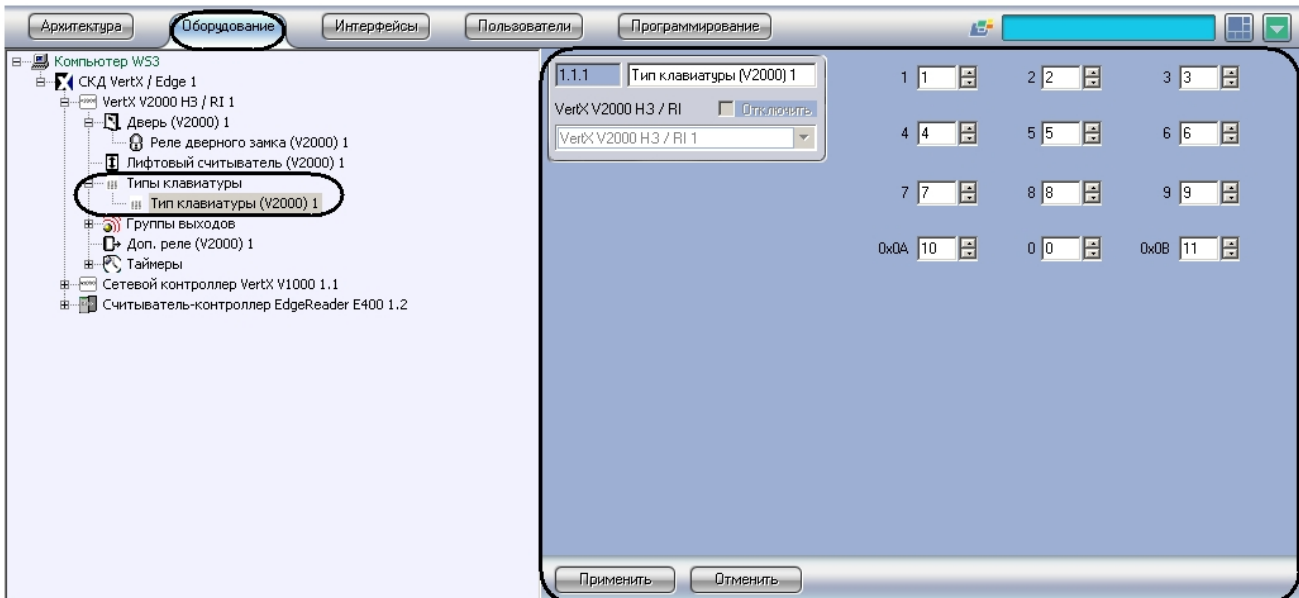 Архитектура Оборудование Интерфейсы Пользователи Программирование
Компьютер WS3
СКД VertX / Edge 1
VertX V2000 НЗ / RI 1
Дверь (V2000) 1
Реле дверного замка (V2000) 1
Лифтовый считыватель (V2000) 1
Типы клавиатуры
Тип клавиатуры (V2000) 1
Группы выходов
Доп. реле (V2000) 1
Таймеры
Сетевой контроллер VertX V1000 1.1
Считыватель-контроллер EdgeReader E400 1.2
1.1.1 Тип клавиатуры (V2000) 1
VertX V2000 НЗ / RI Отключить
VertX V2000 НЗ / RI 1
1 1 2 2 3 3
4 4 5 5 6 6
7 7 8 8 9 9
0x0A 10 0 0 0x0B 11
Применить Отменить